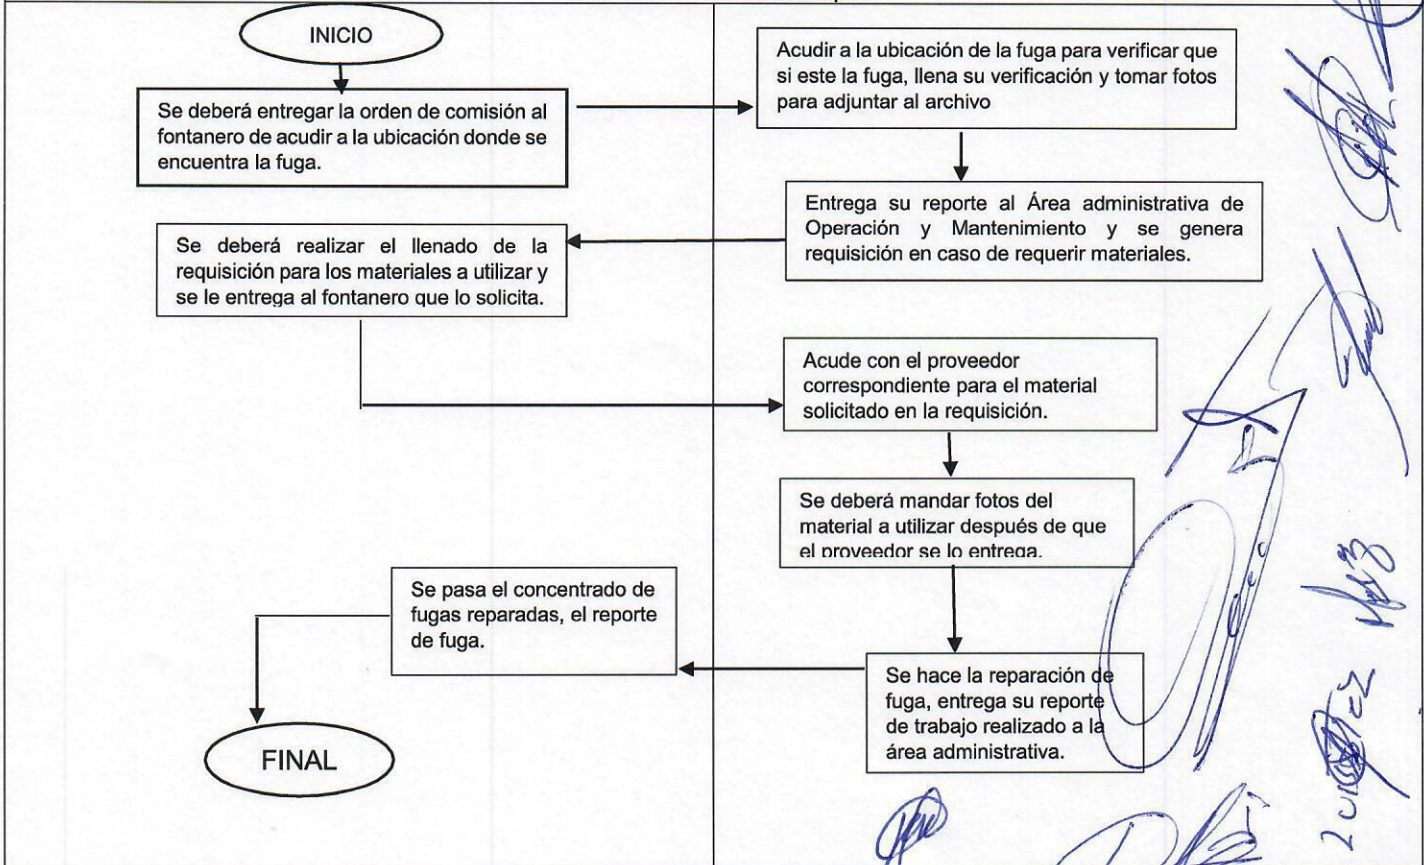 INICIO
Se deberá entregar la orden de comisión al
fontanero de acudir a la ubicación donde se
encuentra la fuga.
Acudir a la ubicación de la fuga para verificar que
si este la fuga, llena su verificación y tomar fotos
para adjuntar al archivo
Entrega su reporte al Área administrativa de
Operación y Mantenimiento y se genera
requisición en caso de requerir materiales.
Se deberá realizar el llenado de la
requisición para los materiales a utilizar y
se le entrega al fontanero que lo solicita.
Acude con el proveedor
correspondiente para el material
solicitado en la requisición.
Se deberá mandar fotos del
material a utilizar después de que
el proveedor se lo entrega.
Se hace la reparación de
fuga, entrega su reporte
de trabajo realizado a la
área administrativa.
Se pasa el concentrado de
fugas reparadas, el reporte
de fuga.
FINAL